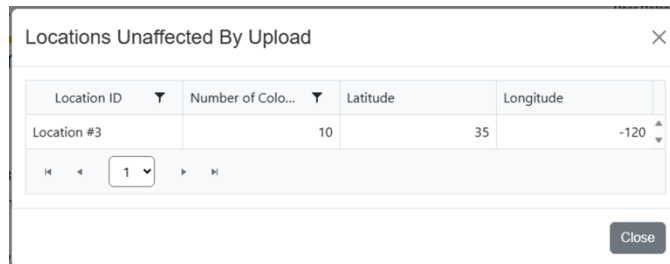 Locations Unaffected By Upload
Location ID Number of Colo... Latitude Longitude
Location #3 10 35 -120
1
Close